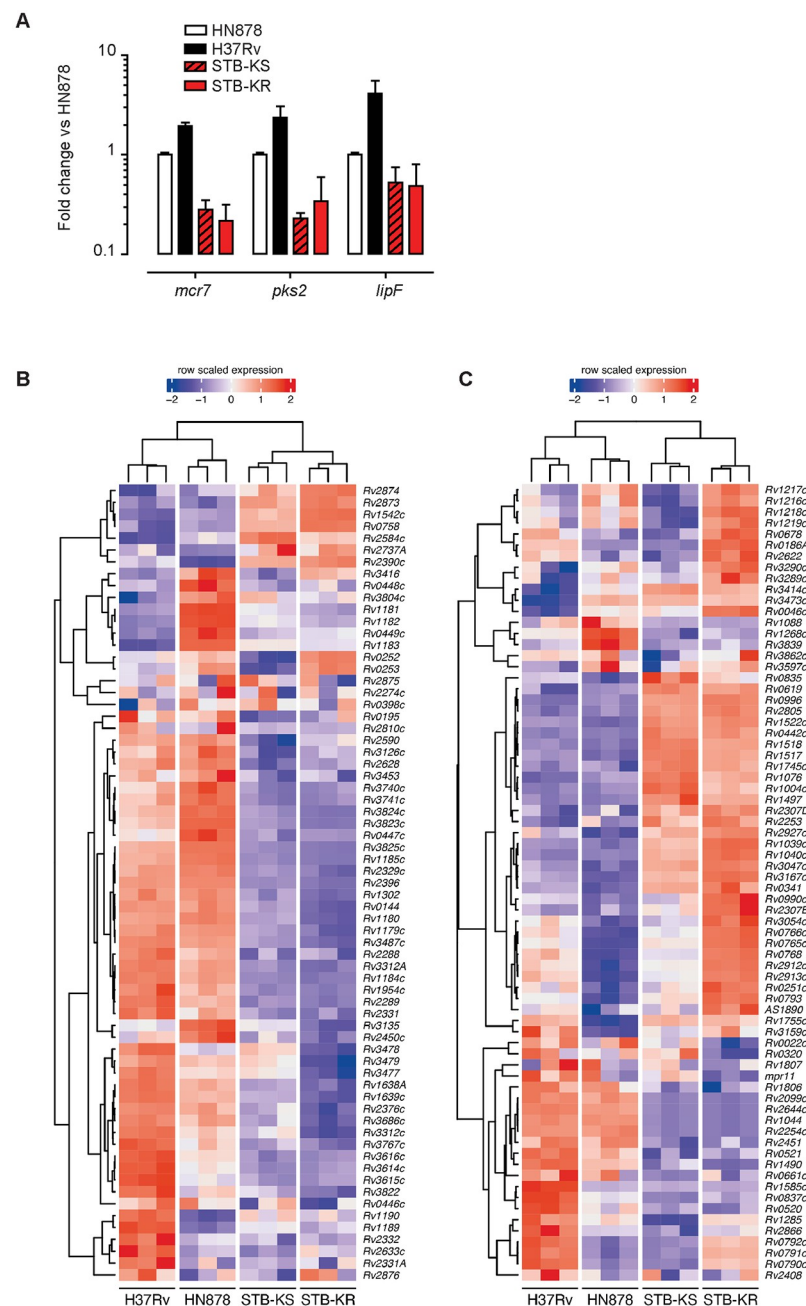 A
HN878
H37Rv
STB-KS
STB-KR
Fold change vs HN878
10
1
0.1
mcr7
pks2
lipF
B
row scaled expression
-2 -1 0 1 2
Rv2874
Rv2873
Rv1542c
Rv0758
Rv2584c
Rv2737A
Rv2390c
Rv3418
Rv0448c
Rv3804c
Rv1181
Rv1182
Rv0449c
Rv1183
Rv0252
Rv0253
Rv2875
Rv2274c
Rv0398c
Rv0195
Rv2810c
Rv2590
Rv3126c
Rv2628
Rv3453
Rv3740c
Rv3741c
Rv3824c
Rv3823c
Rv0447c
Rv3825c
Rv1185c
Rv2329c
Rv2396
Rv1302
Rv0144
Rv1180
Rv1179c
Rv3487c
Rv2288
Rv3312A
Rv1184c
Rv1954c
Rv2289
Rv2331
Rv3135
Rv2450c
Rv3478
Rv3479
Rv3477
Rv1638A
Rv1639c
Rv2376c
Rv3686c
Rv3312c
Rv3767c
Rv3616c
Rv3614c
Rv3615c
Rv3822
Rv0446c
Rv1190
Rv1189
Rv2332
Rv2633c
Rv2331A
Rv2876
H37Rv HN878 STB-KS STB-KR
C
row scaled expression
-2 -1 0 1 2
Rv1217c
Rv1216c
Rv1218c
Rv1219c
Rv0678
Rv0186A
Rv2622
Rv3290c
Rv3289c
Rv3414c
Rv3473c
Rv0046c
Rv1088
Rv1268c
Rv3839
Rv3862c
Rv3597c
Rv0835
Rv0619
Rv0996
Rv2805
Rv1522c
Rv0442c
Rv1518
Rv1517
Rv1745c
Rv1076
Rv1004c
Rv1497
Rv2307D
Rv2253
Rv2927c
Rv1039c
Rv1040c
Rv3047c
Rv3167c
Rv0341
Rv0990c
Rv2307B
Rv3054c
Rv0766c
Rv0765c
Rv0768
Rv2912c
Rv2913c
Rv0251c
Rv0793
AS1890
Rv1755c
Rv3159c
Rv0022c
Rv0320
Rv1807
mpr11
Rv1806
Rv2099c
Rv2644c
Rv1044
Rv2254c
Rv2451
Rv0521
Rv1490
Rv0661c
Rv1585c
Rv0837c
Rv0520
Rv1285
Rv2866
Rv0792c
Rv0791c
Rv0790c
Rv2408
H37Rv HN878 STB-KS STB-KR